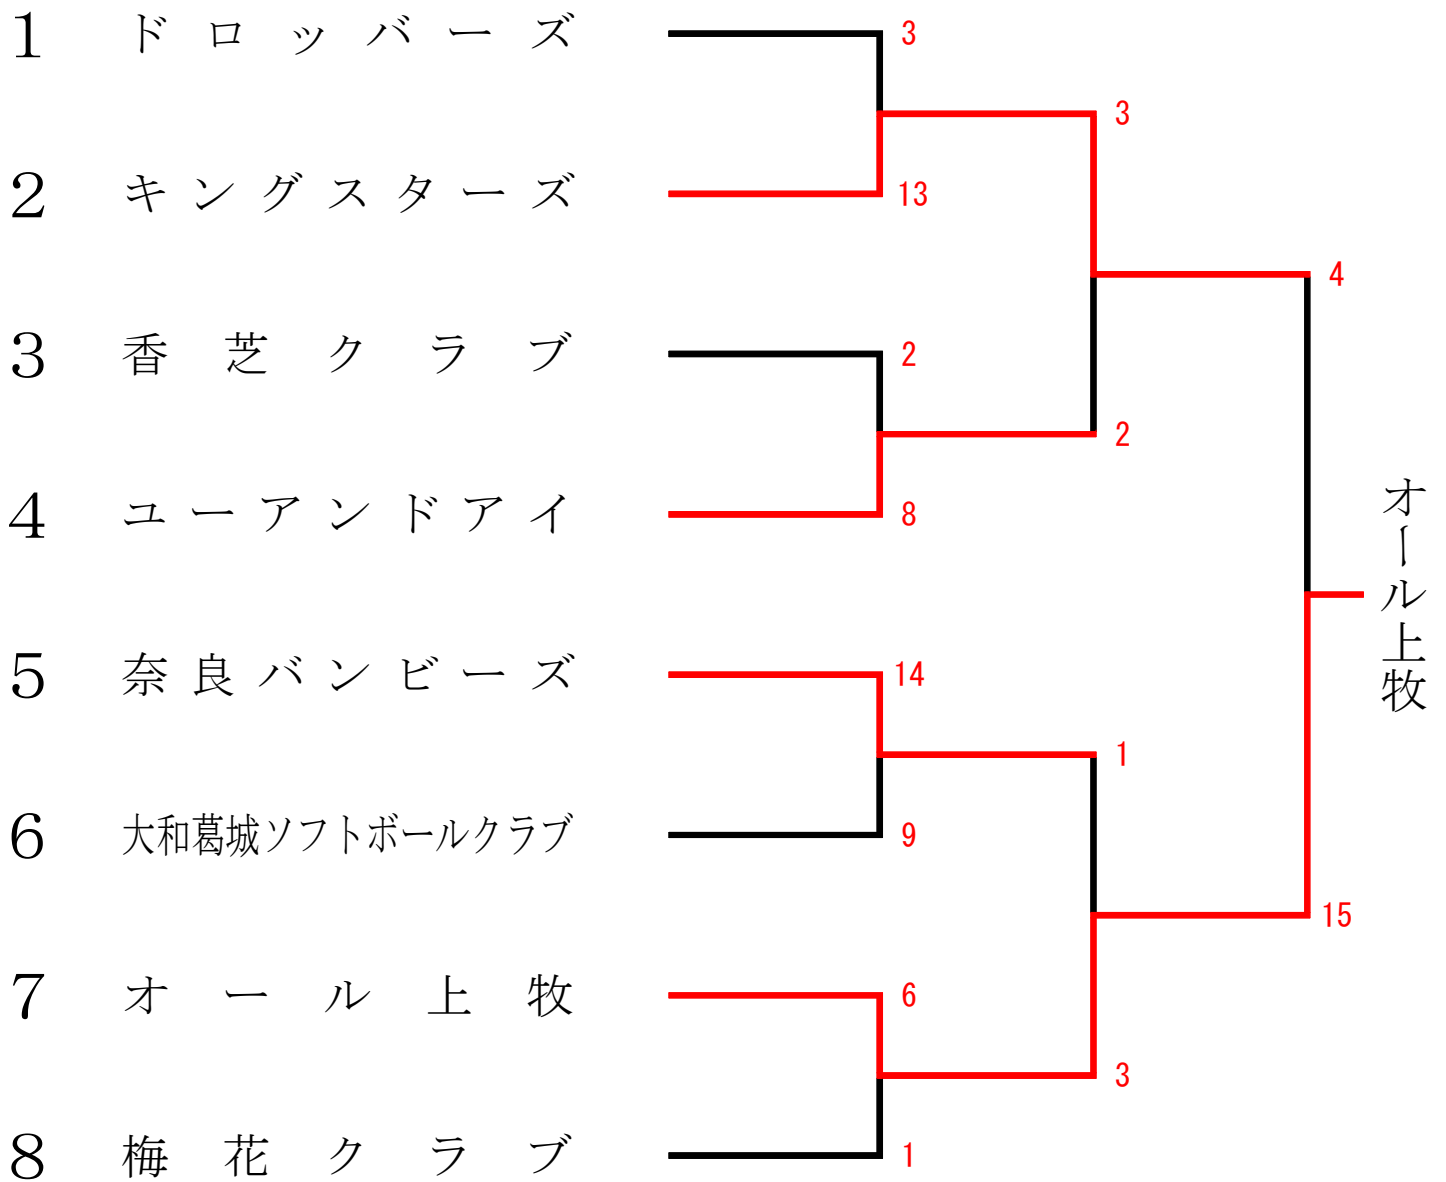 1 ドロッバーズ 3
3
2 キングスターズ 13
4
3 香芝クラブ 2
2
4 ューアンドアイ 8
オール上牧
5 奈良バンビーズ 14
1
6 大和葛城ソフトボールクラブ 9
15
7 オール上牧 6
3
8 梅花クラブ 1